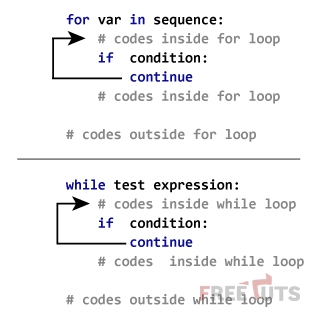 for var in sequence:
# codes inside for loop
if condition:
continue
# codes inside for loop
# codes outside for loop
while test expression:
# codes inside while loop
if condition:
continue
# codes inside while loop
# codes outside while loop
FREETUTS